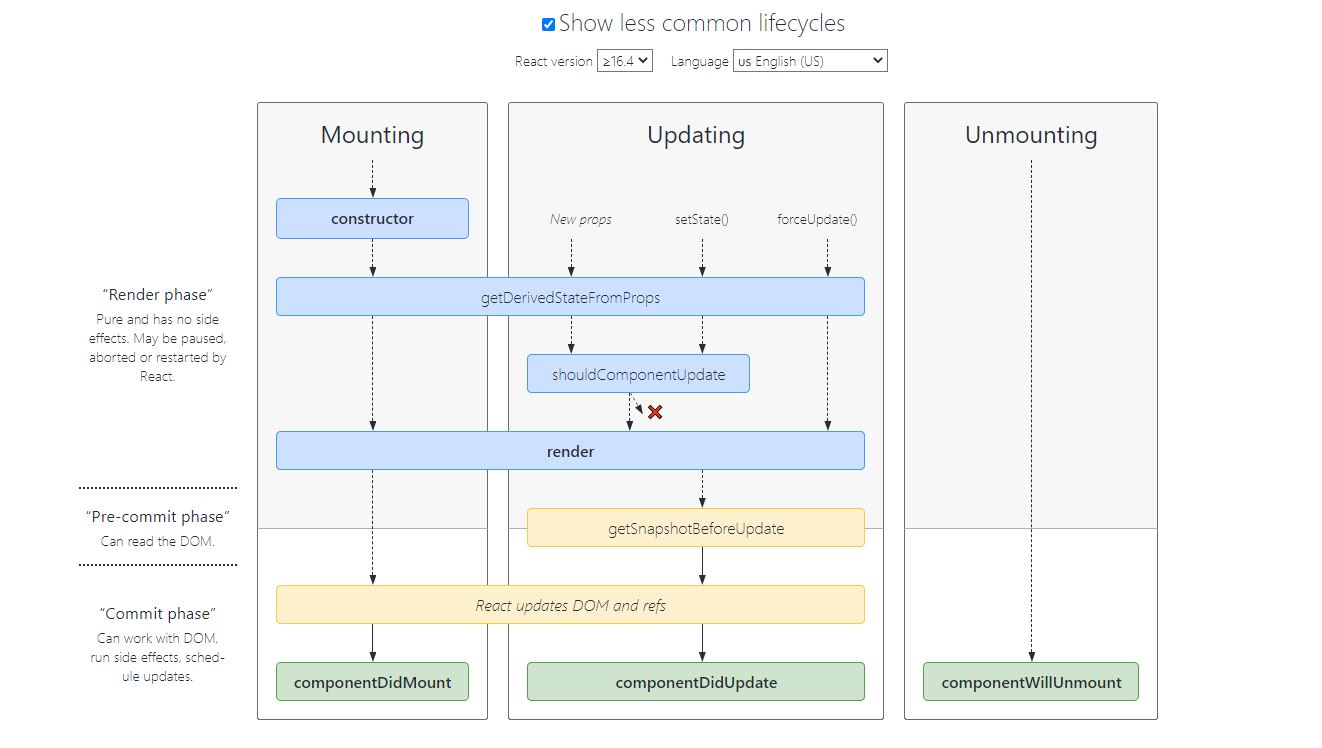 Show less common lifecycles
React version ≥16.4 Language us English (US)
Mounting
Updating
Unmounting
constructor
New props
setState()
forceUpdate()
"Render phase"
Pure and has no side
effects. May be paused,
aborted or restarted by
React.
getDerivedStateFromProps
shouldComponentUpdate
render
“Pre-commit phase”
Can read the DOM.
getSnapshotBeforeUpdate
“Commit phase”
Can work with DOM,
run side effects, sched-
ule updates.
React updates DOM and refs
componentDidMount
componentDidUpdate
componentWillUnmount